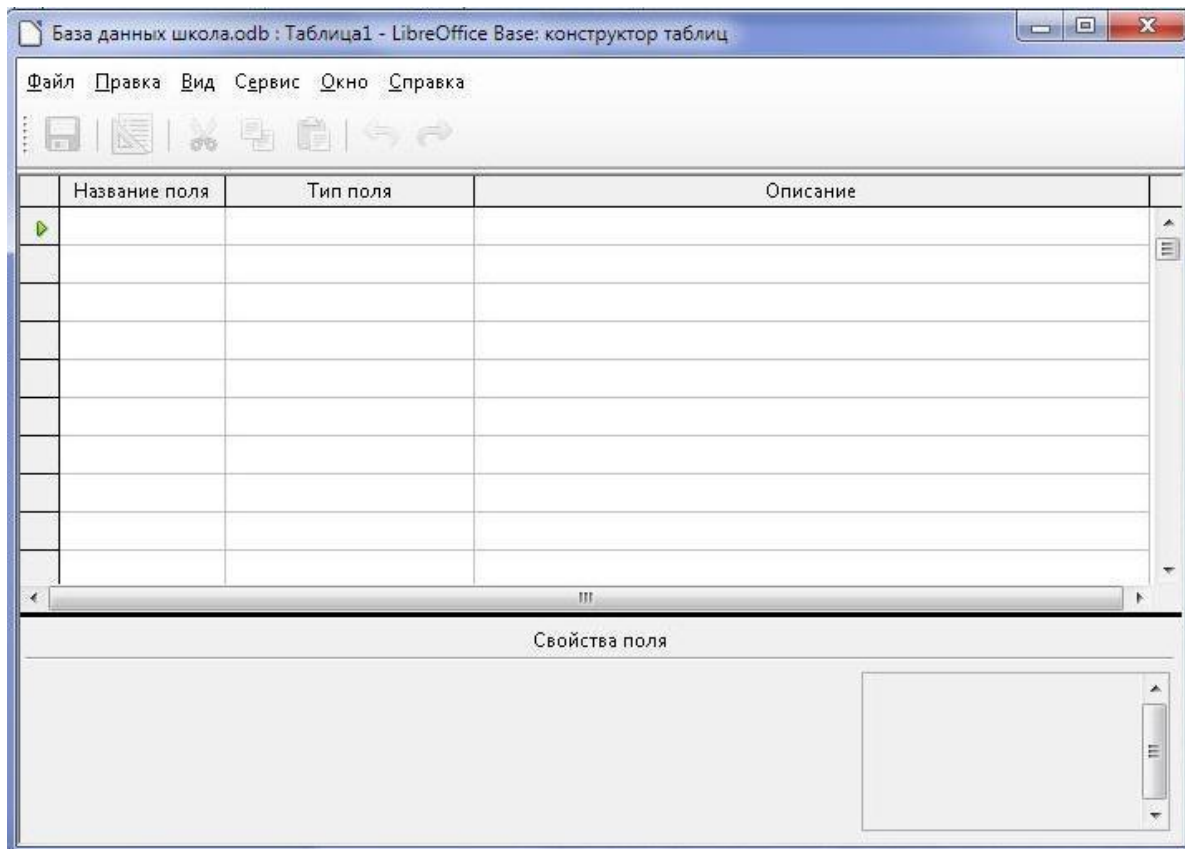 База данных школа.odb : Таблица1 - LibreOffice Base: конструктор таблиц
Файл Правка Вид Сервис Окно Справка
Название поля Тип поля Описание
Свойства поля